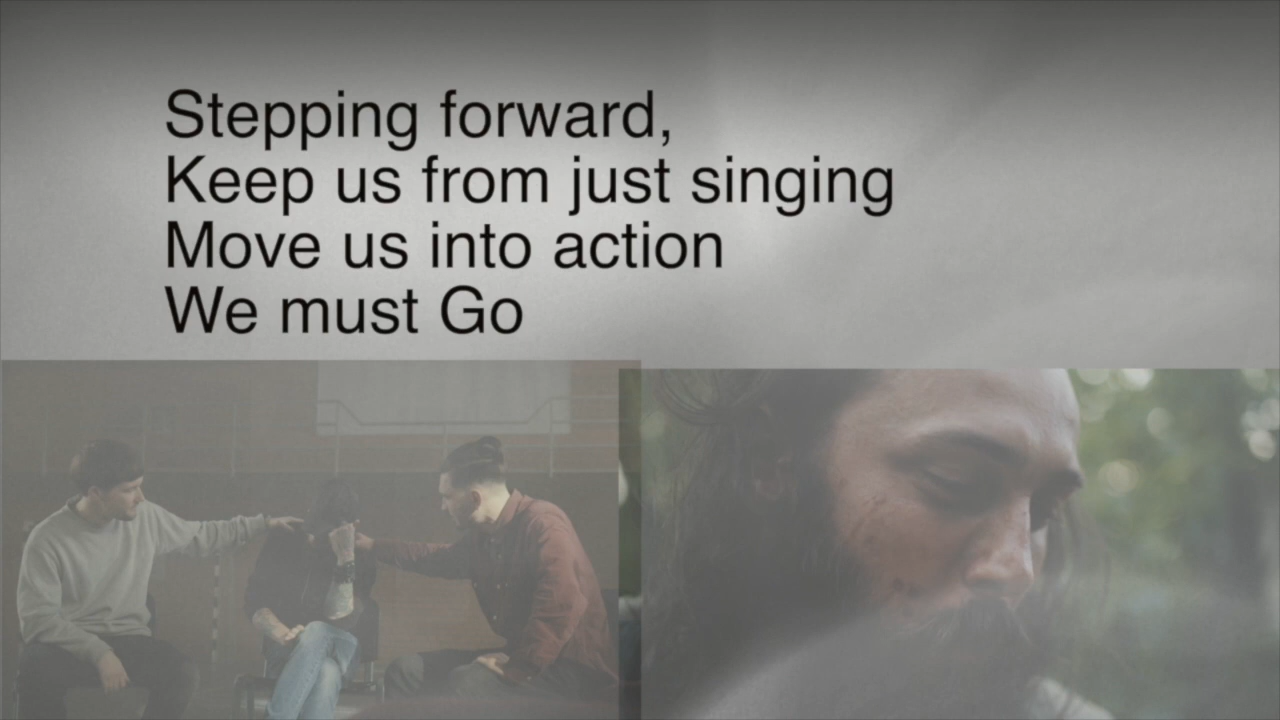 Stepping forward,
Keep us from just singing
Move us into action
We must Go